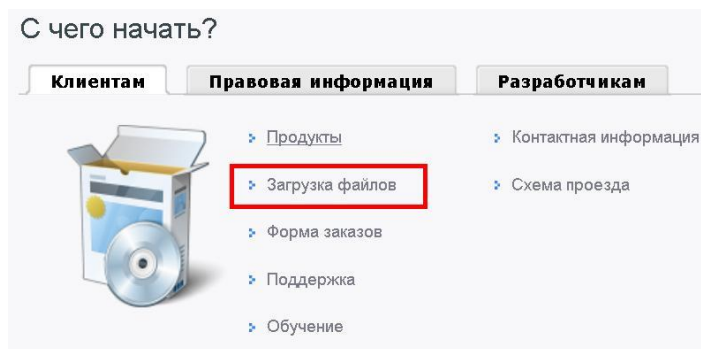 С чего начать?
Клиентам Правовая информация Разработчикам
Продукты Контактная информация
Загрузка файлов Схема проезда
Форма заказов
Поддержка
Обучение